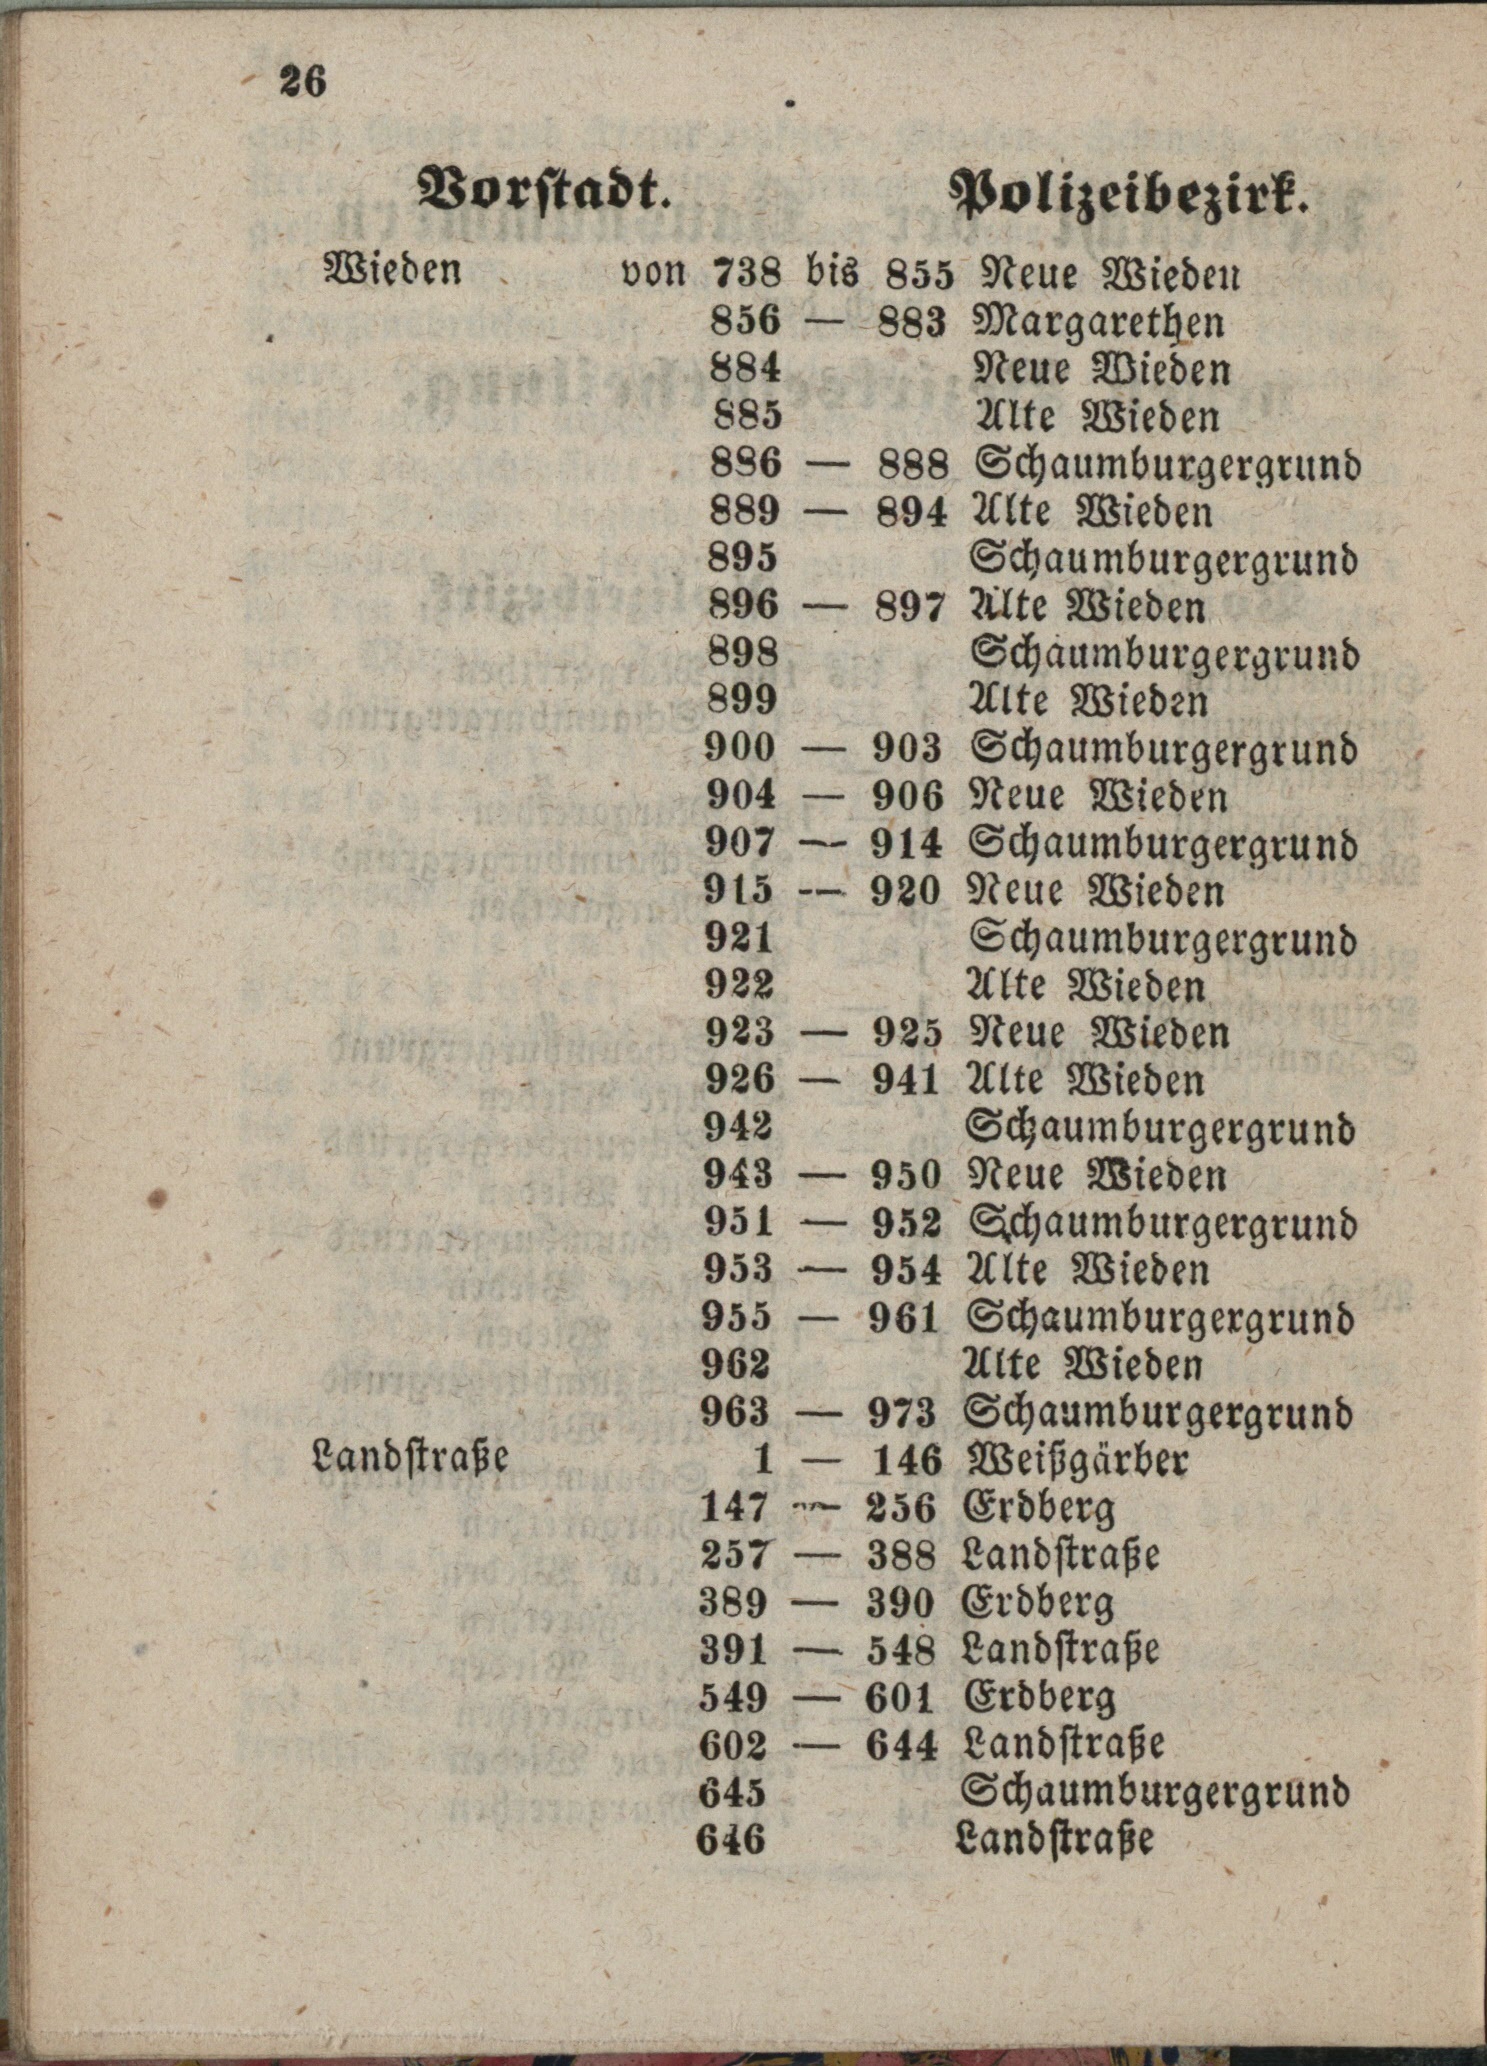 26
Vorstadt. Polizeibezirk.
Wieden von 738 bis 855 Neue Wieden
856 — 883 Margarethen
884 Neue Wieden
885 Alte Wieden
886 — 888 Schaumburgergrund
889 — 894 Alte Wieden
895 Schaumburgergrund
896 — 897 Alte Wieden
898 Schaumburgergrund
899 Alte Wieden
900 — 903 Schaumburgergrund
904 — 906 Neue Wieden
907 — 914 Schaumburgergrund
915 — 920 Neue Wieden
921 Schaumburgergrund
922 Alte Wieden
923 — 925 Neue Wieden
926 — 941 Alte Wieden
942 Schaumburgergrund
943 — 950 Neue Wieden
951 — 952 Schaumburgergrund
953 — 954 Alte Wieden
955 — 961 Schaumburgergrund
962 Alte Wieden
963 — 973 Schaumburgergrund
Landstraße 1 — 146 Weißgärber
147 — 256 Erdberg
257 — 388 Landstraße
389 — 390 Erdberg
391 — 548 Landstraße
549 — 601 Erdberg
602 — 644 Landstraße
645 Schaumburgergrund
646 Landstraße